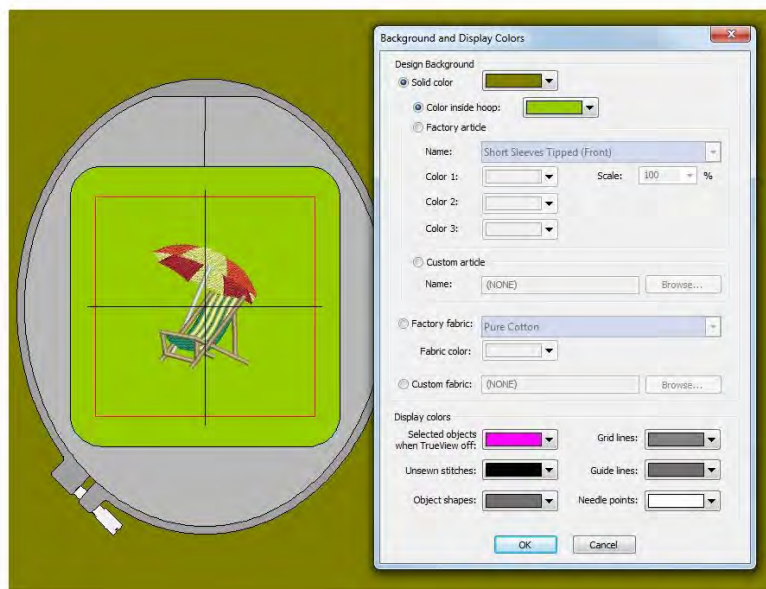 Background and Display Colors
Design Background
Solid color
Color inside hoop:
Factory article
Name: Short Sleeves Tipped (Front)
Color 1: Scale: 100 %
Color 2:
Color 3:
Custom article
Name: (NONE) Browse...
Factory fabric: Pure Cotton
Fabric color:
Custom fabric: (NONE) Browse...
Display colors
Selected objects
when TrueView off:
Grid lines:
Unsewn stitches: Guide lines:
Object shapes: Needle points:
OK Cancel